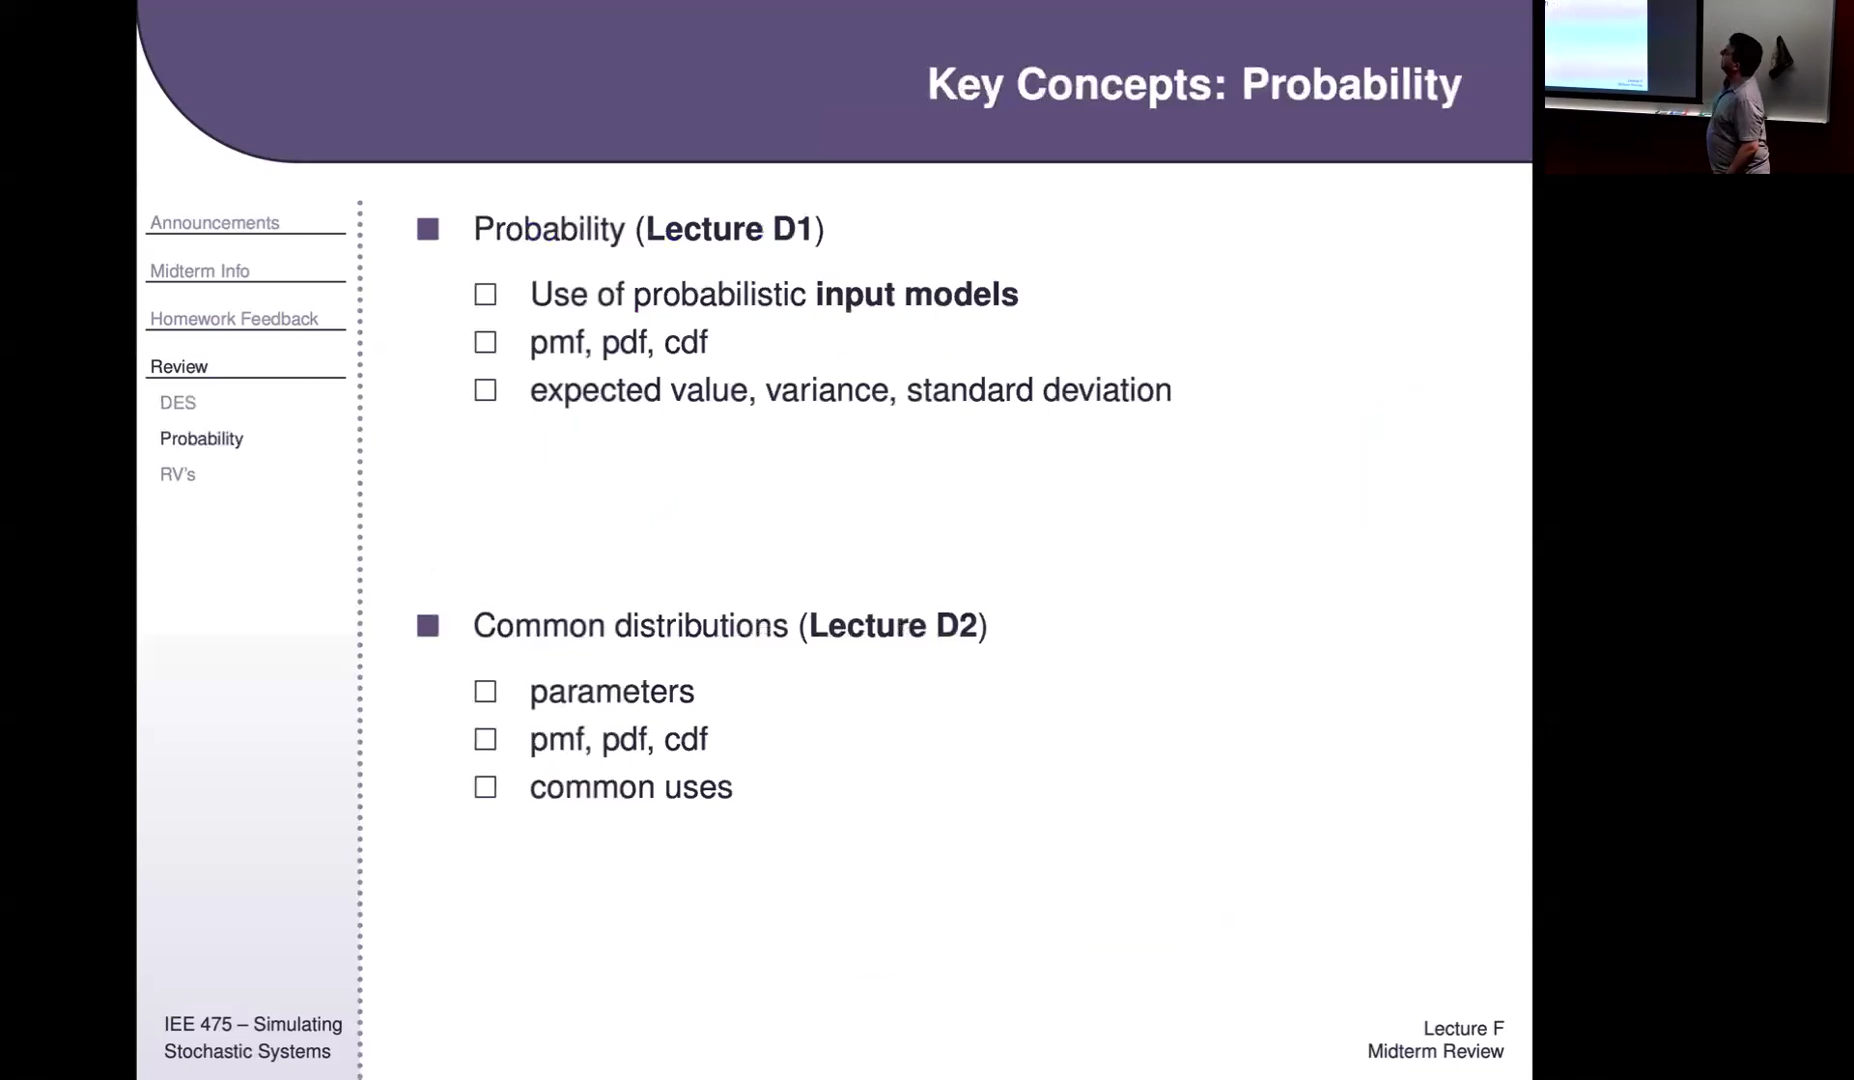 Key Concepts: Probability
Announcements
Midterm Info
Homework Feedback
Review
DES
Probability
RV's
Probability (Lecture D1)
Use of probabilistic input models
pmf, pdf, cdf
expected value, variance, standard deviation
Common distributions (Lecture D2)
parameters
pmf, pdf, cdf
common uses
IEE 475 – Simulating
Stochastic Systems
Lecture F
Midterm Review